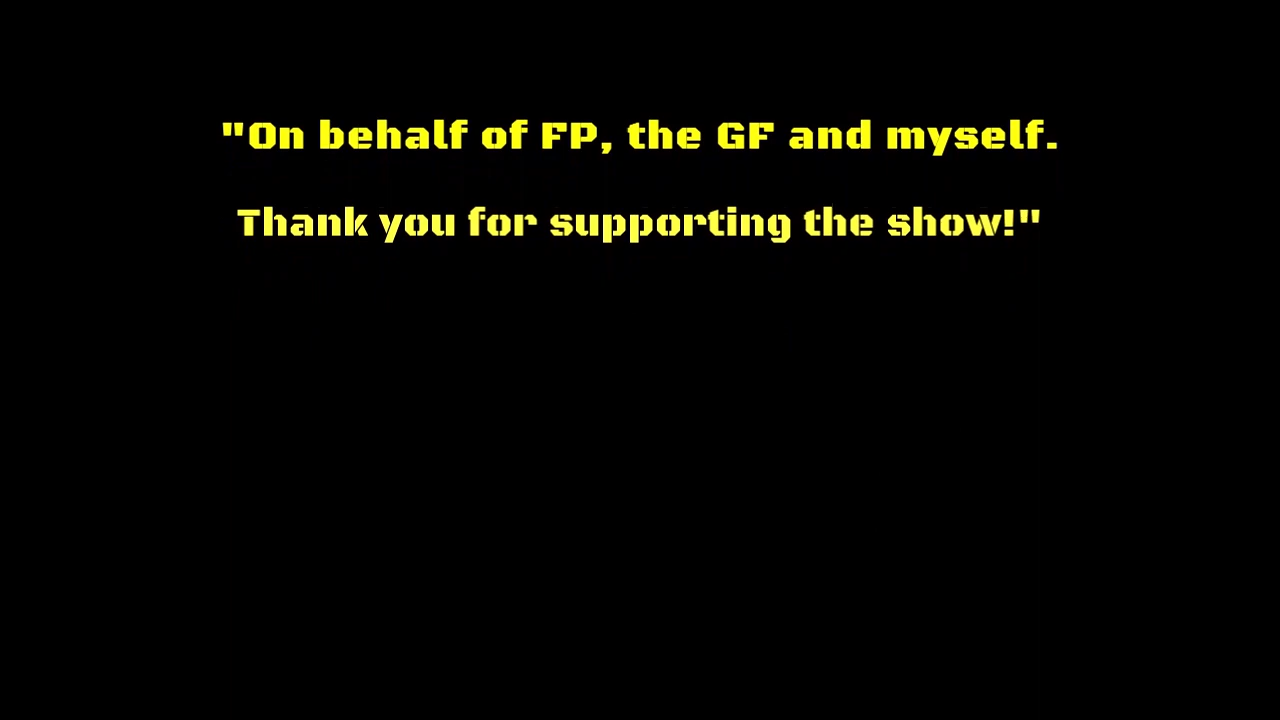 "On behalf of FP, the GF and myself.
Thank you for supporting the show!"